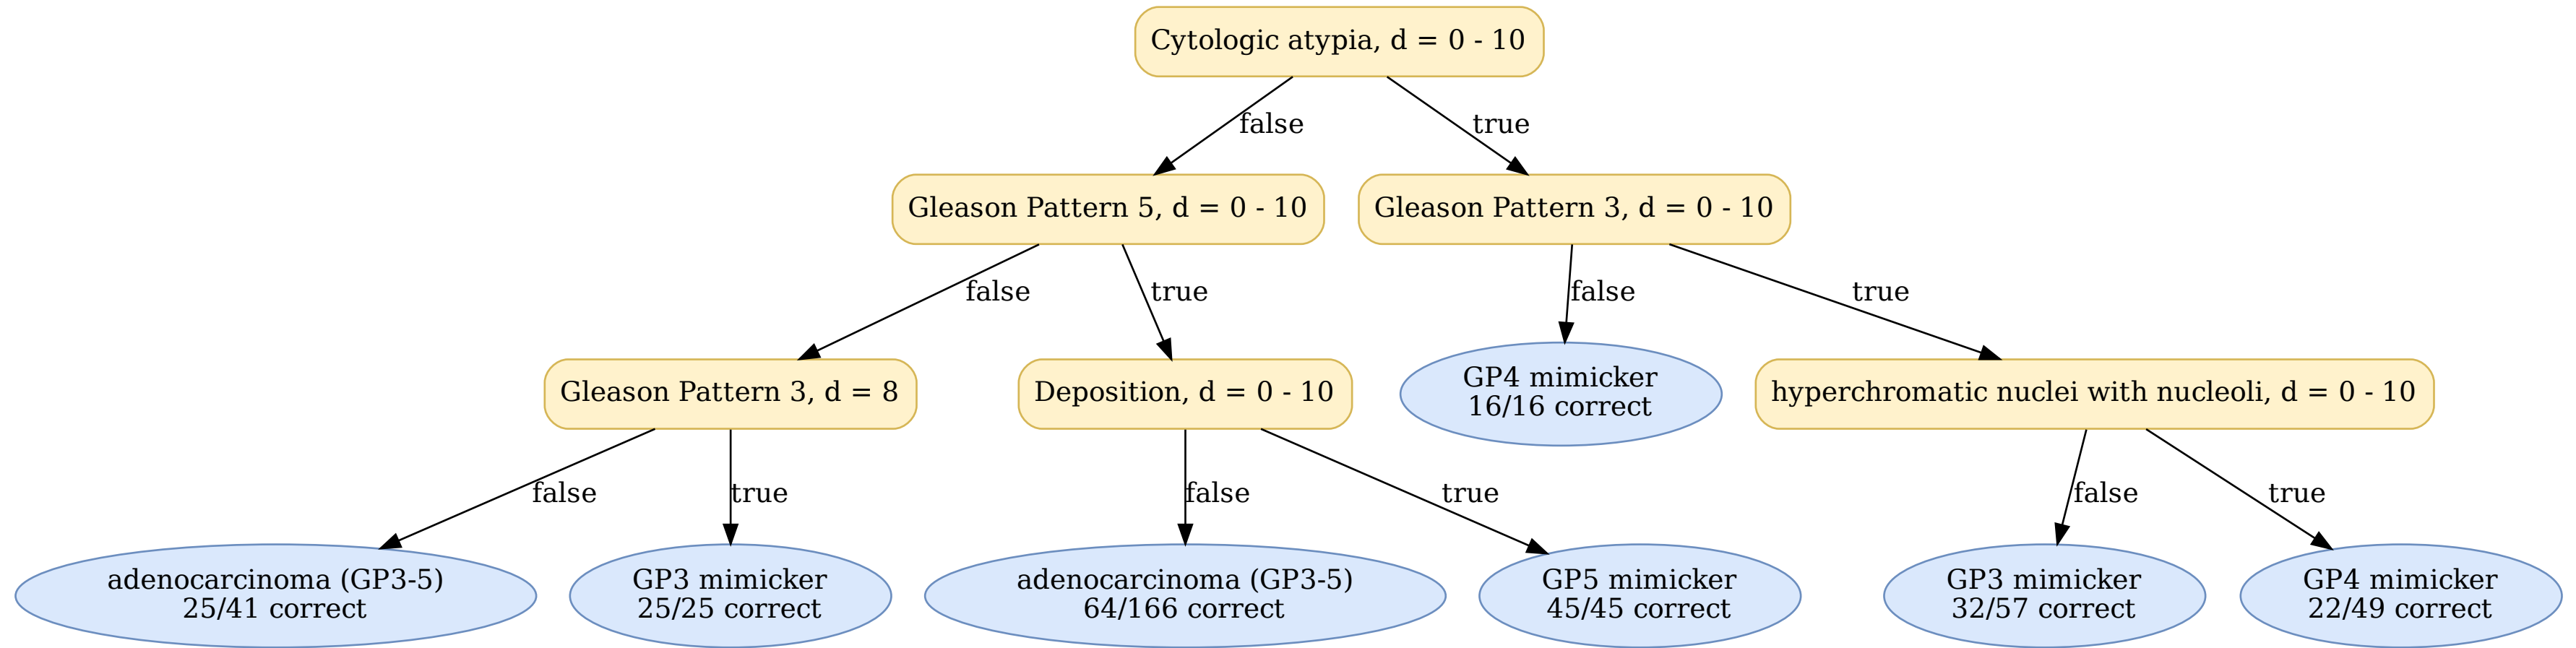 Cytologic atypia, d = 0 - 10
false
true
Gleason Pattern 5, d = 0 - 10
Gleason Pattern 3, d = 0 - 10
false
true
false
true
Gleason Pattern 3, d = 8
Deposition, d = 0 - 10
GP4 mimicker
16/16 correct
hyperchromatic nuclei with nucleoli, d = 0 - 10
false
true
false
true
false
true
adenocarcinoma (GP3-5)
25/41 correct
GP3 mimicker
25/25 correct
adenocarcinoma (GP3-5)
64/166 correct
GP5 mimicker
45/45 correct
GP3 mimicker
32/57 correct
GP4 mimicker
22/49 correct